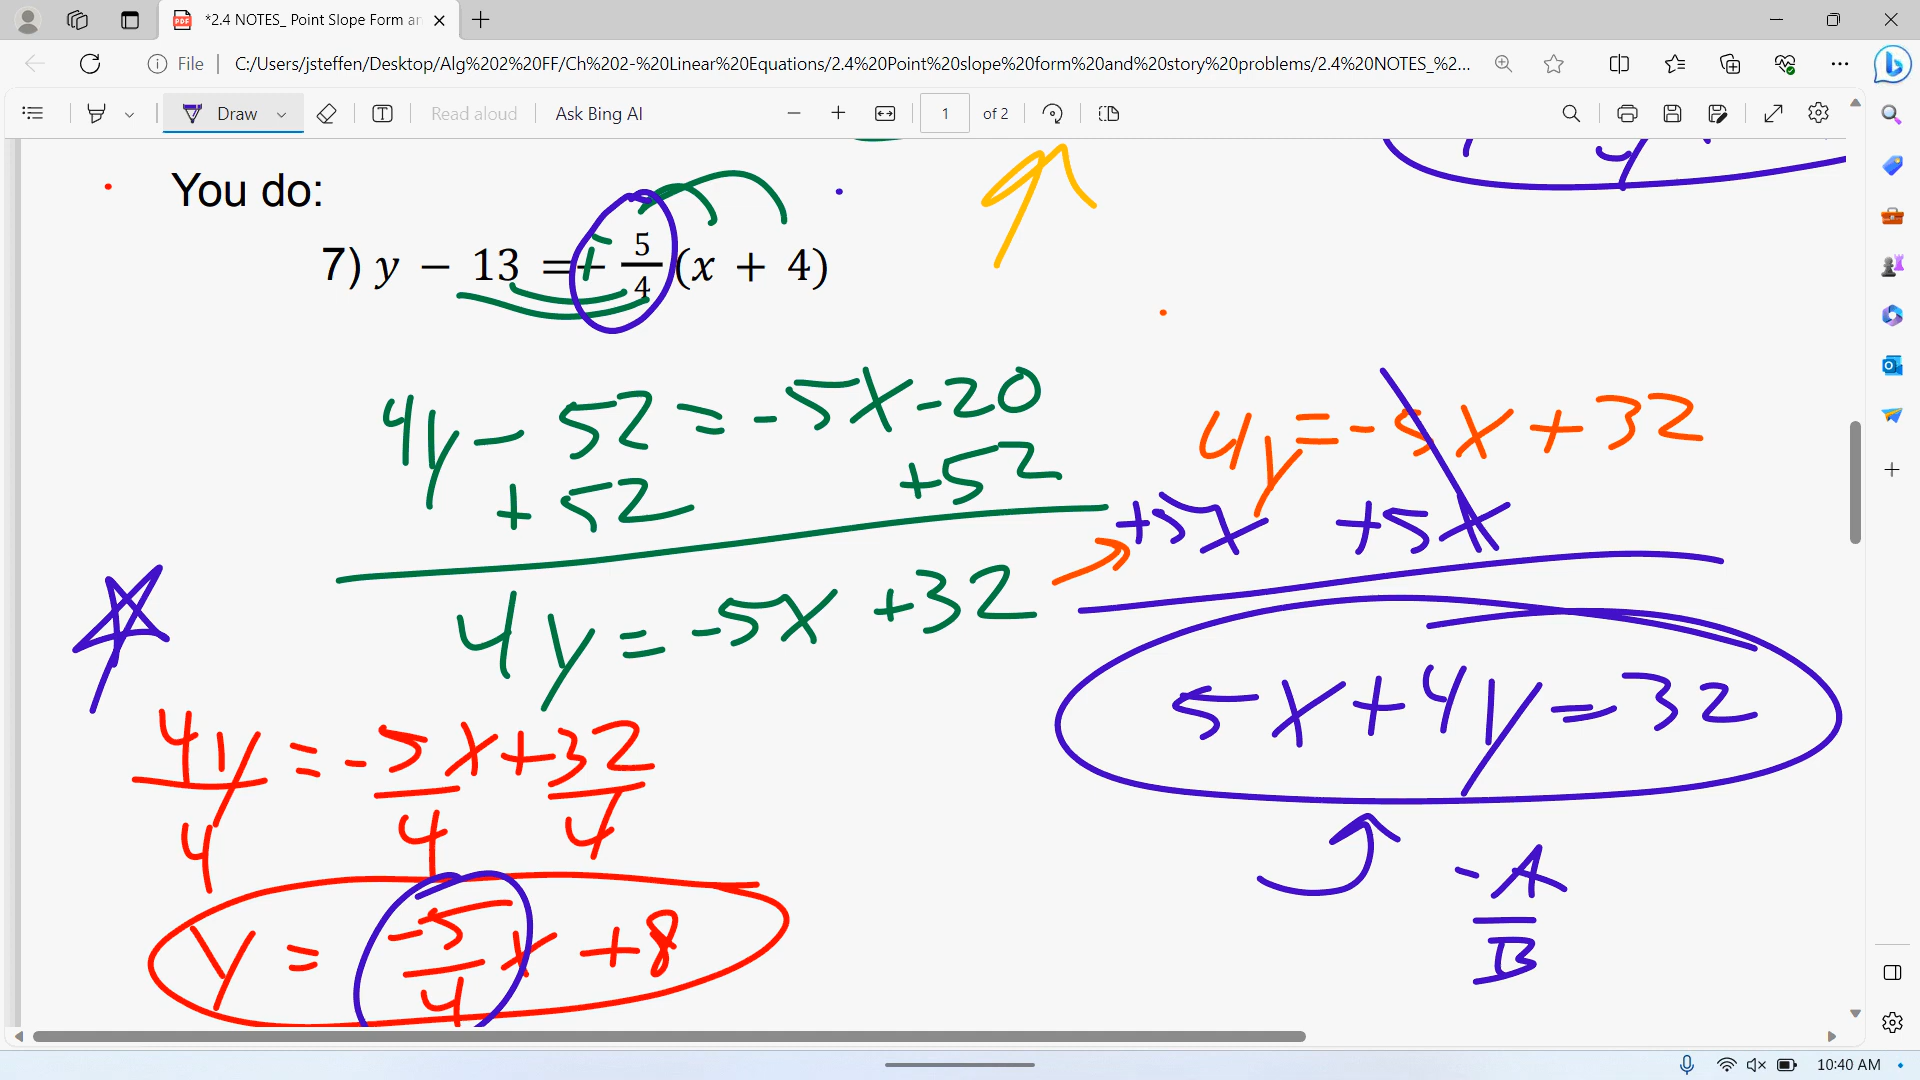 *2.4 NOTES_ Point Slope Form ar
File
C:/Users/jsteffen/Desktop/Alg%202%20FF/Ch%202-%20Linear%20Equations/2.4%20Point%20slope%20form%20and%20story%20problems/2.4%20NOTES_%2...
Draw
Read aloud
Ask Bing AI
1 of 2
You do:
7) y − 13 = − 5/4 (x + 4)
4y − 52 = -5x - 20
+ 52 +52
4y = -5x +32
4y = -5x + 32
+5x +5x
5x + 4y = 32
4y/4 = -5x/4 + 32/4
y = -5/4 x + 8
-A/B
10:40 AM